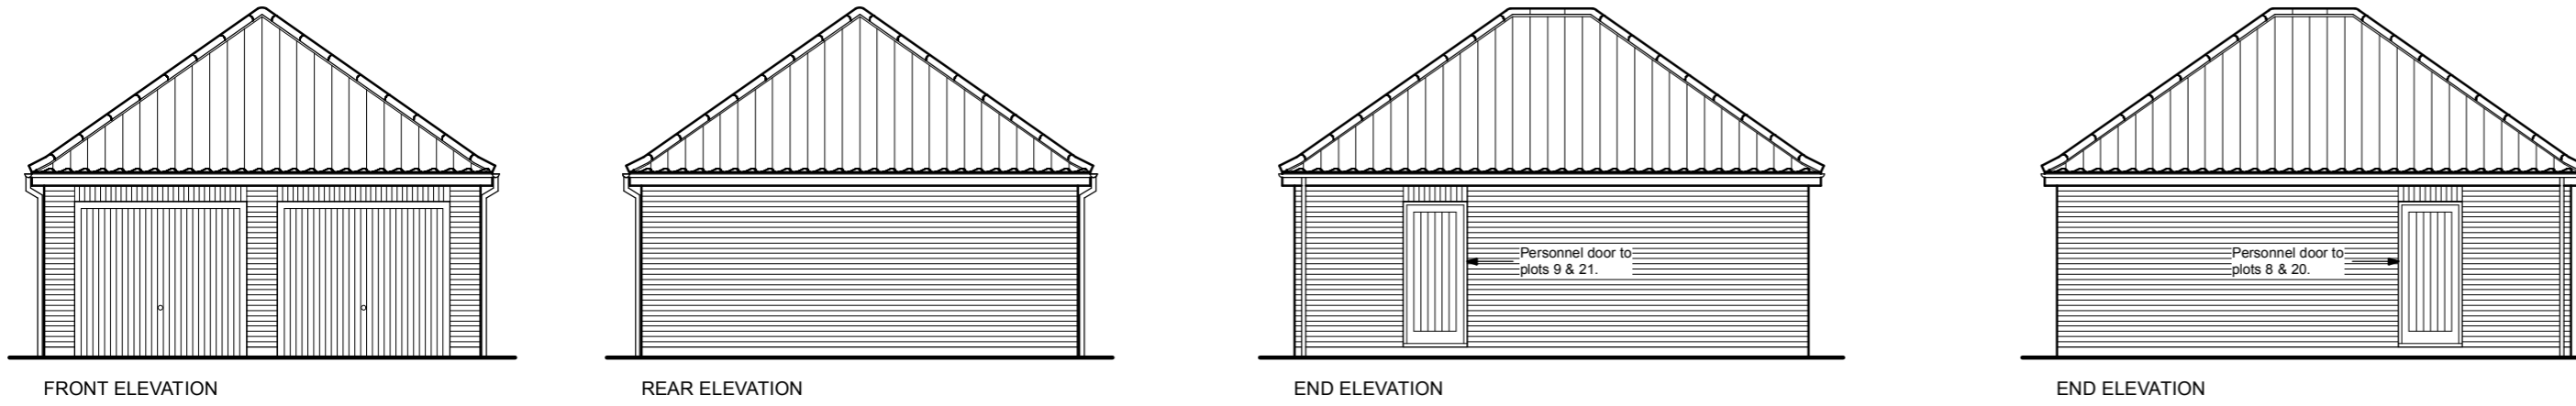 Personnel door to
plots 9 & 21.
Personnel door to
plots 8 & 20.
FRONT ELEVATION
REAR ELEVATION
END ELEVATION
END ELEVATION